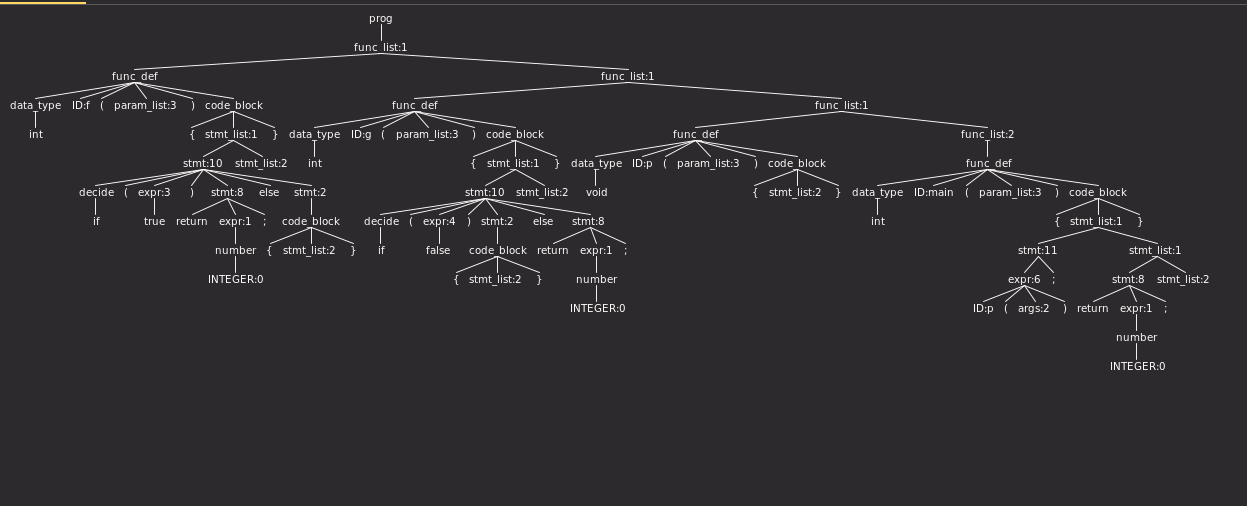 prog
func_list:1
func_def func_list:1
data_type ID:f ( param_list:3 ) code_block func_def func_list:1
int { stmt_list:1 } data_type ID:g ( param_list:3 ) code_block func_def func_list:2
stmt:10 stmt_list:2 int { stmt_list:1 } data_type ID:p ( param_list:3 ) code_block func_def
decide ( expr:3 ) stmt:8 else stmt:2 stmt:10 stmt_list:2 void { stmt_list:2 } data_type ID:main ( param_list:3 ) code_block
if true return expr:1 ; code_block decide ( expr:4 ) stmt:2 else stmt:8 int { stmt_list:1 }
number { stmt_list:2 } if false code_block return expr:1 ; stmt:11 stmt_list:1
INTEGER:0 { stmt_list:2 } number expr:6 ; stmt:8 stmt_list:2
INTEGER:0 ID:p ( args:2 ) return expr:1 ;
number
INTEGER:0